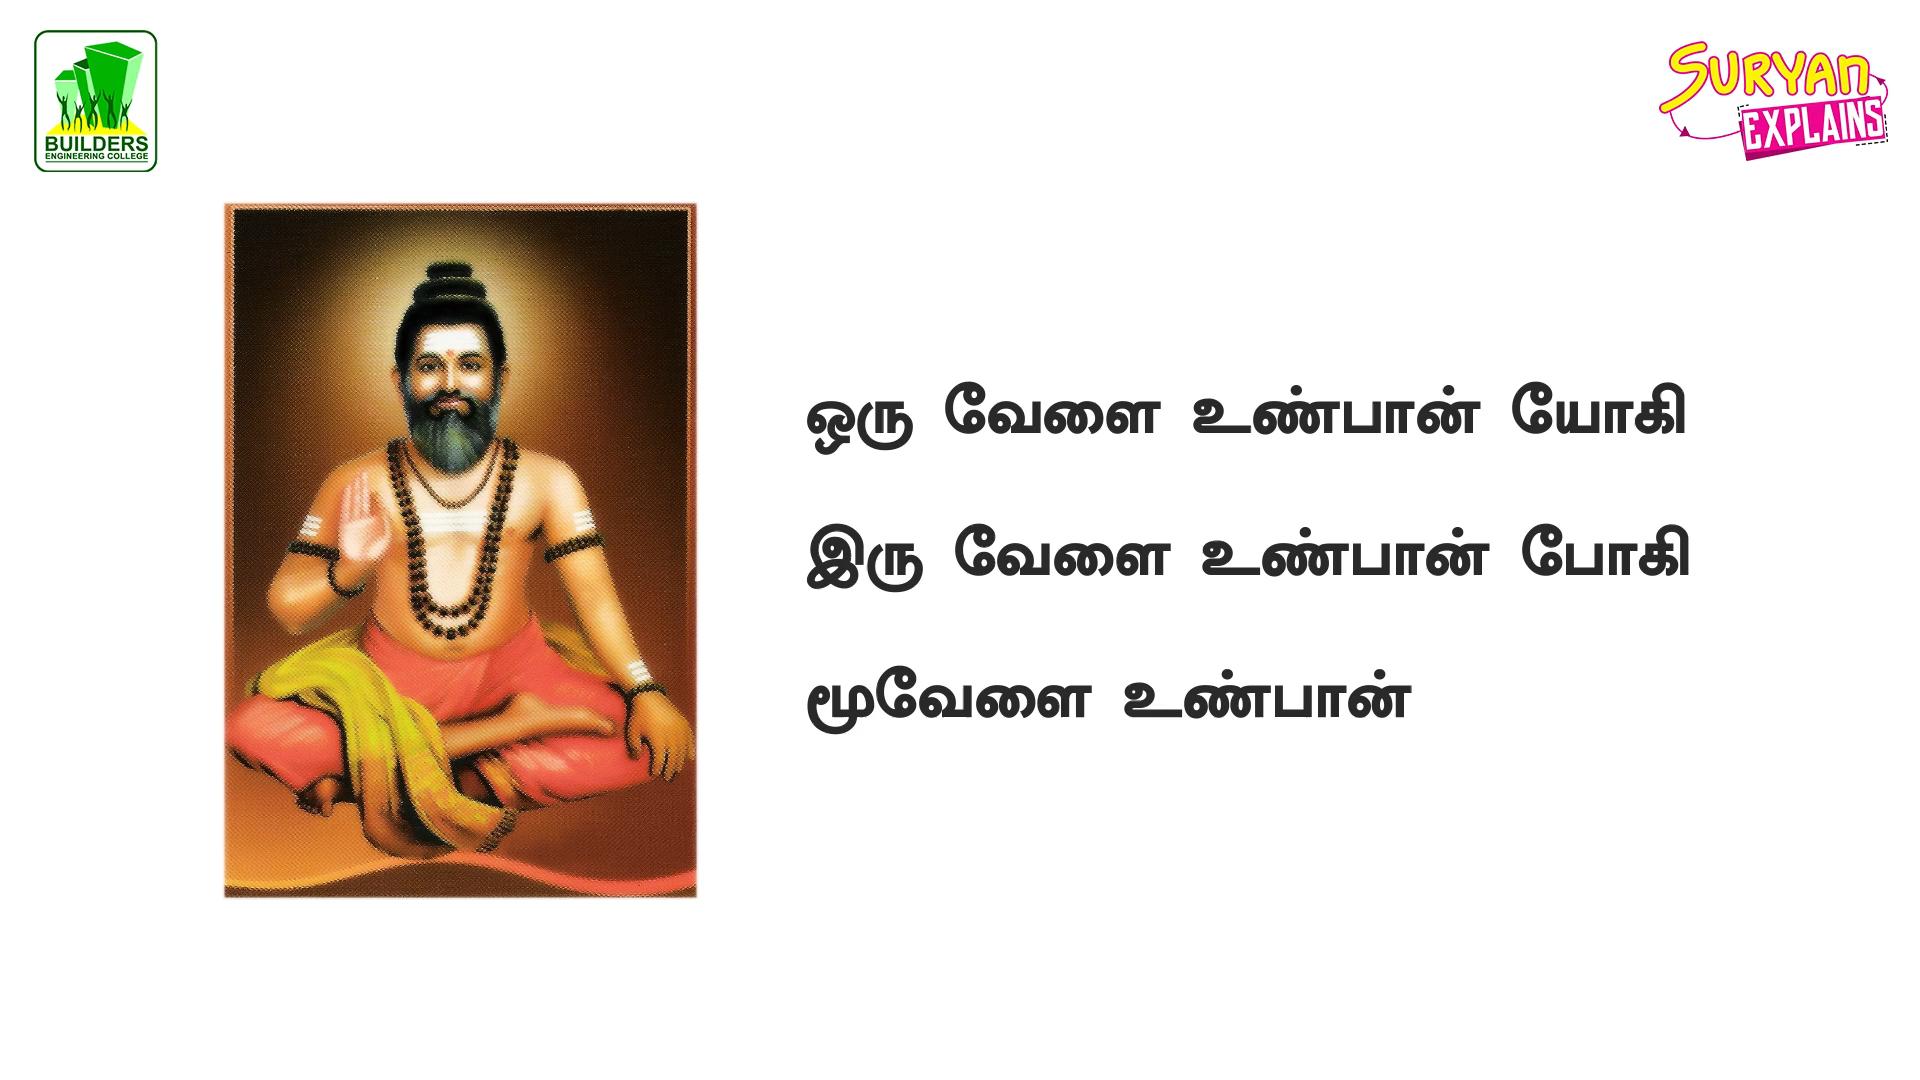 BUILDERS
ENGINEERING COLLEGE
SURYAN
EXPLAINS
ஒரு வேளை உண்பான் யோகி
இரு வேளை உண்பான் போகி
மூவேளை உண்பான்